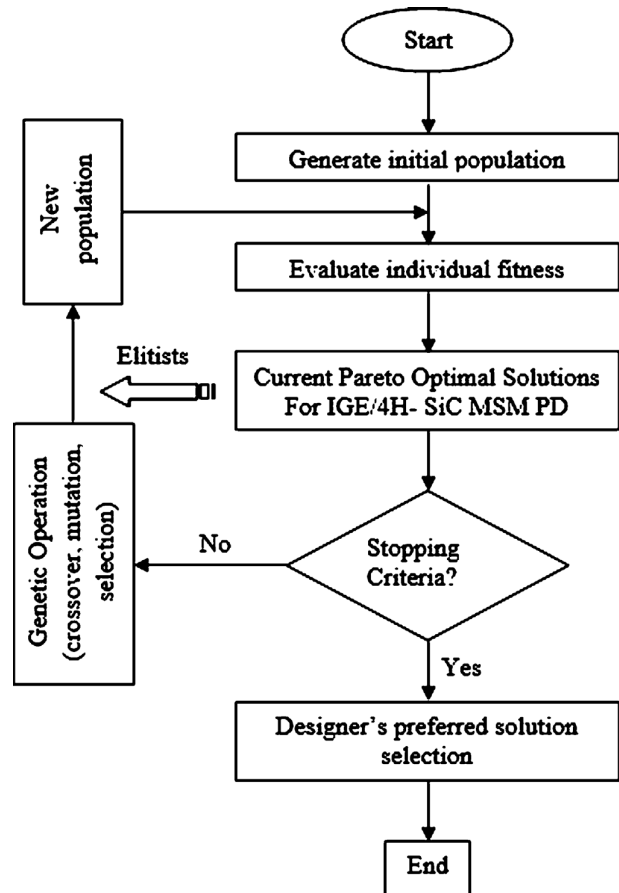 Start
Generate initial population
New
population
Evaluate individual fitness
Elitists
Current Pareto Optimal Solutions
For IGE/4H- SiC MSM PD
Genetic Operation
(crossover, mutation,
selection)
No
Stopping
Criteria?
Yes
Designer's preferred solution
selection
End